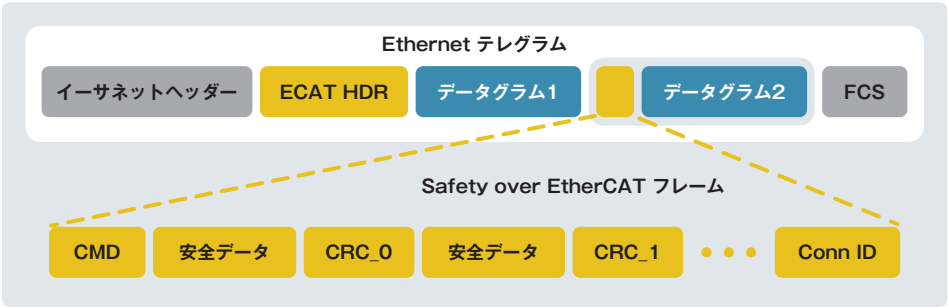 Ethernet テレグラム
イーサネットヘッダー ECAT HDR データグラム1 データグラム2 FCS
Safety over EtherCAT フレーム
CMD 安全データ CRC_0 安全データ CRC_1 ••• Conn ID